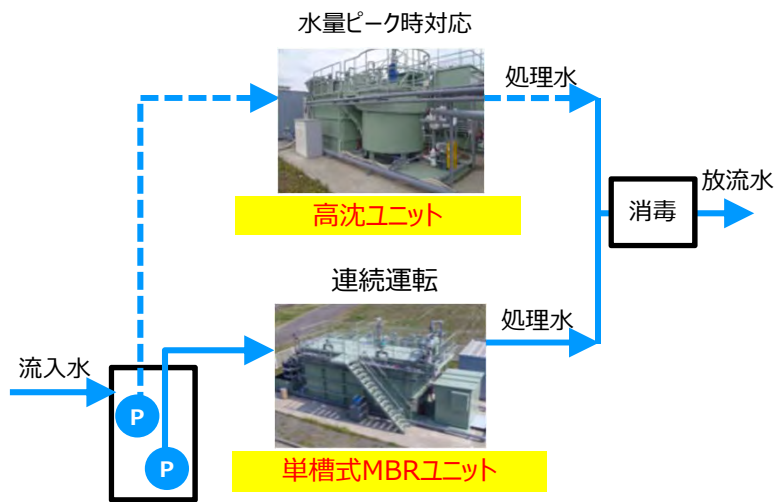 水量ピーク時対応
処理水
高沈ユニット
放流水
消毒
連続運転
処理水
流入水
P
P
単槽式MBRユニット